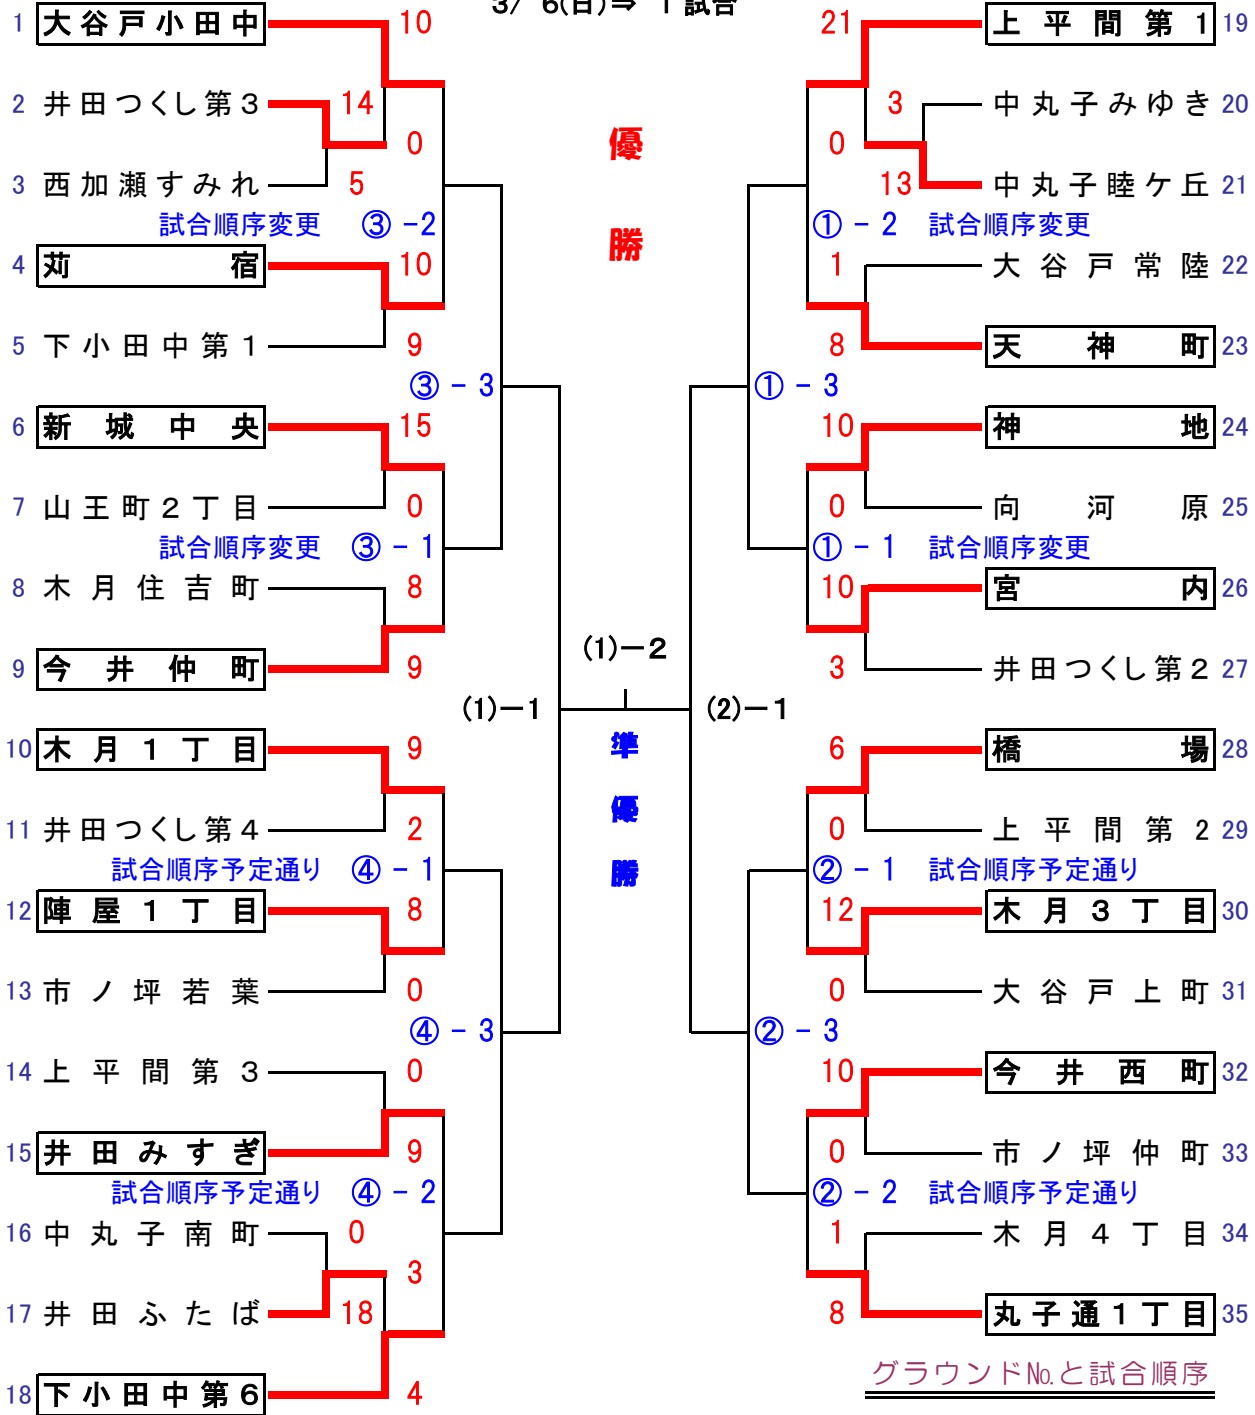 3/ 6(日)⇒ 1 試合
1 大谷戸小田中 10
2 井田つくし第3 14
0
3 西加瀬すみれ 5
試合順序変更 ③ －2
4 苅宿 10
5 下小田中第1 9
③ － 3
6 新城中央 15
7 山王町2丁目 0
試合順序変更 ③ － 1
8 木月住吉町 8
9 今井仲町 9
(1)－1
10 木月1丁目 9
11 井田つくし第4 2
試合順序予定通り ④ － 1
12 陣屋1丁目 8
13 市ノ坪若葉 0
④ － 3
14 上平間第3 0
15 井田みすぎ 9
試合順序予定通り ④ － 2
16 中丸子南町 0
3
17 井田ふたば 18
18 下小田中第6 4
優勝
(1)－2
準優勝
21 上平間第1 19
3 中丸子みゆき 20
0
13 中丸子睦ケ丘 21
① － 2 試合順序変更
1 大谷戸常陸 22
8 天神町 23
① － 3
10 神地 24
0 向河原 25
① － 1 試合順序変更
10 宮内 26
3 井田つくし第2 27
(2)－1
6 橋場 28
0 上平間第2 29
② － 1 試合順序予定通り
12 木月3丁目 30
0 大谷戸上町 31
② － 3
10 今井西町 32
0 市ノ坪仲町 33
② － 2 試合順序予定通り
1 木月4丁目 34
8 丸子通1丁目 35
グラウンド№と試合順序